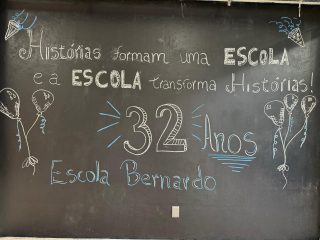 Histórias formam uma ESCOLA
e a ESCOLA transforma Histórias!
32 Anos
Escola Bernardo